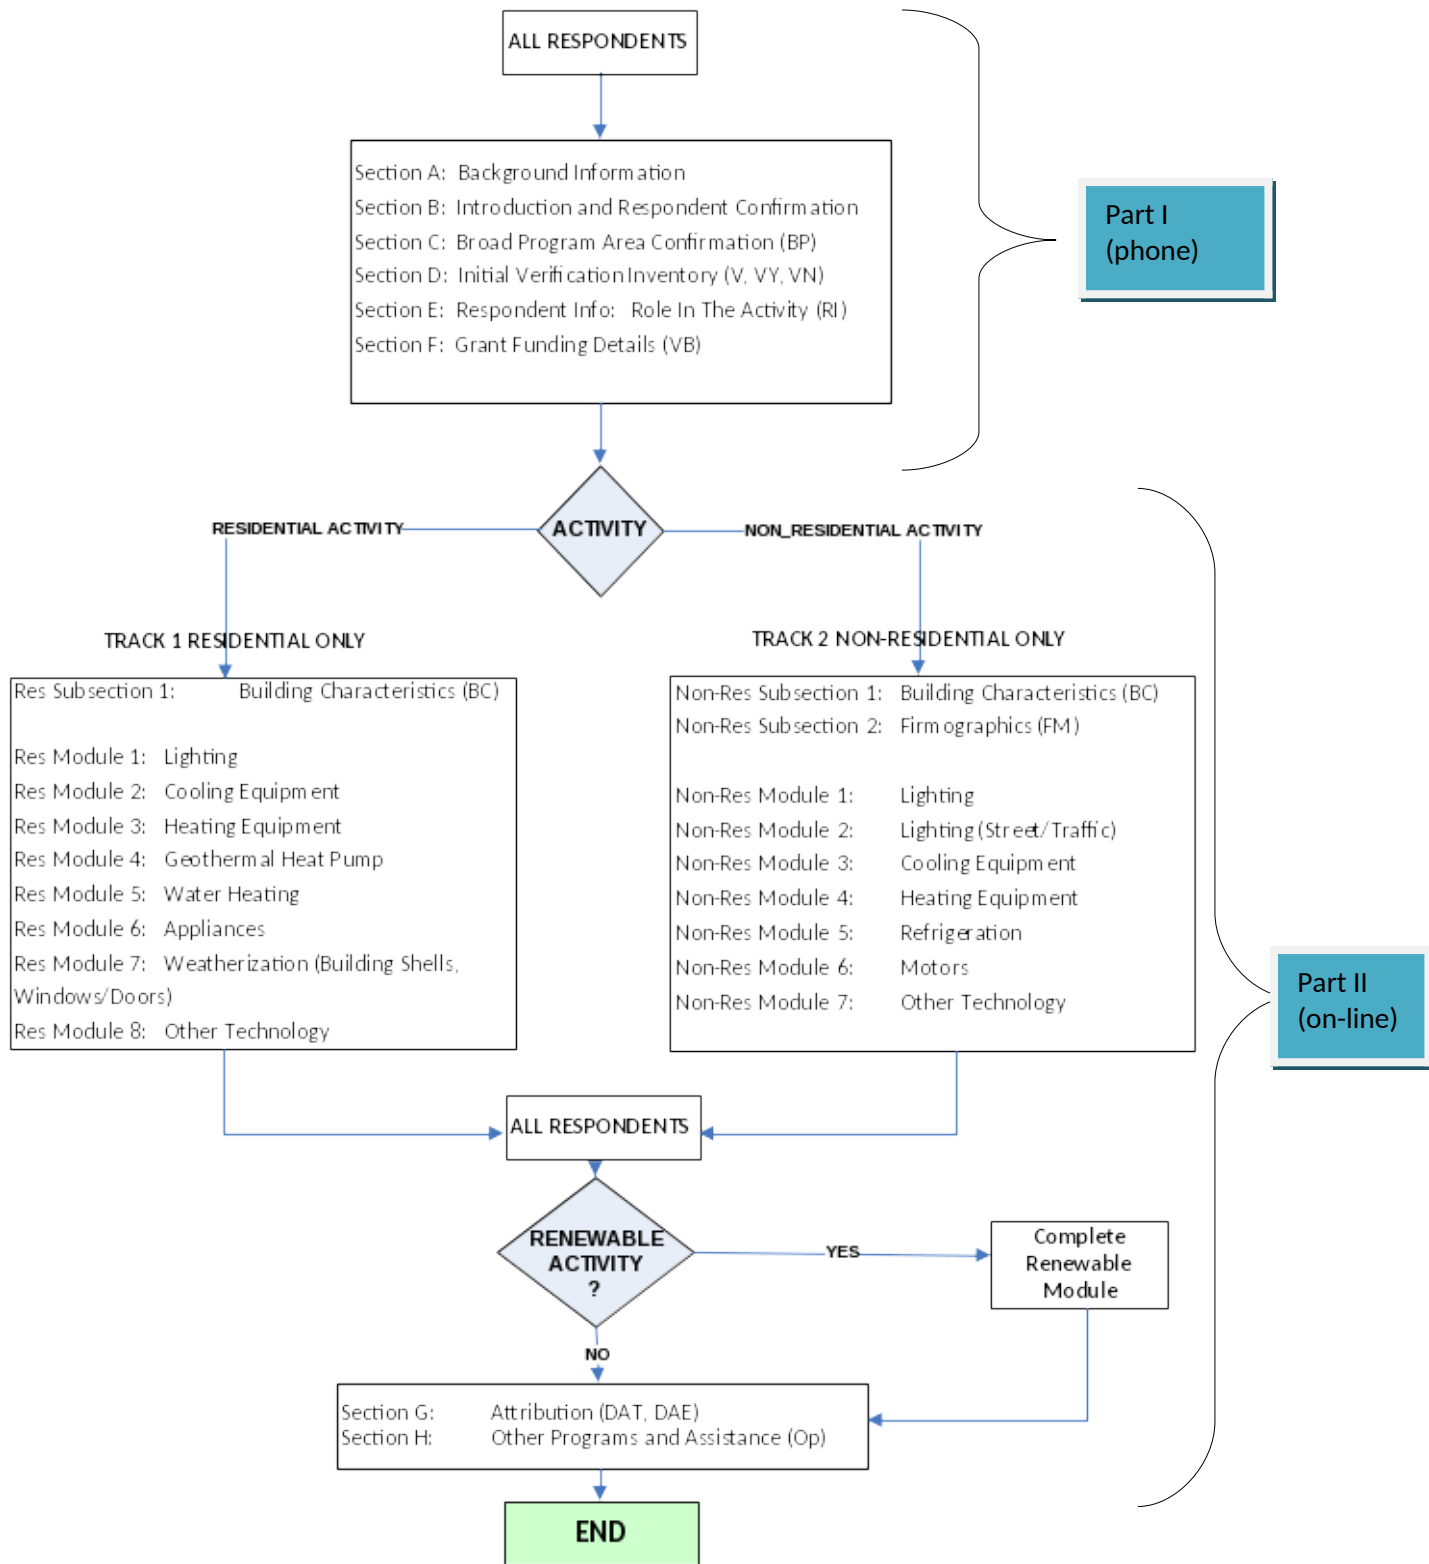 ALL RESPONDENTS
Section A: Background Information
Section B: Introduction and Respondent Confirmation
Section C: Broad Program Area Confirmation (BP)
Section D: Initial Verification Inventory (V, VY, VN)
Section E: Respondent Info: Role In The Activity (RI)
Section F: Grant Funding Details (VB)
Part I
(phone)
ACTIVITY
RESIDENTIAL ACTIVITY
NON_RESIDENTIAL ACTIVITY
TRACK 1 RESIDENTIAL ONLY
Res Subsection 1: Building Characteristics (BC)
Res Module 1: Lighting
Res Module 2: Cooling Equipment
Res Module 3: Heating Equipment
Res Module 4: Geothermal Heat Pump
Res Module 5: Water Heating
Res Module 6: Appliances
Res Module 7: Weatherization (Building Shells,
Windows/Doors)
Res Module 8: Other Technology
TRACK 2 NON-RESIDENTIAL ONLY
Non-Res Subsection 1: Building Characteristics (BC)
Non-Res Subsection 2: Firmographics (FM)
Non-Res Module 1: Lighting
Non-Res Module 2: Lighting (Street/Traffic)
Non-Res Module 3: Cooling Equipment
Non-Res Module 4: Heating Equipment
Non-Res Module 5: Refrigeration
Non-Res Module 6: Motors
Non-Res Module 7: Other Technology
Part II
(on-line)
ALL RESPONDENTS
RENEWABLE
ACTIVITY
?
YES
Complete
Renewable
Module
NO
Section G: Attribution (DAT, DAE)
Section H: Other Programs and Assistance (Op)
END